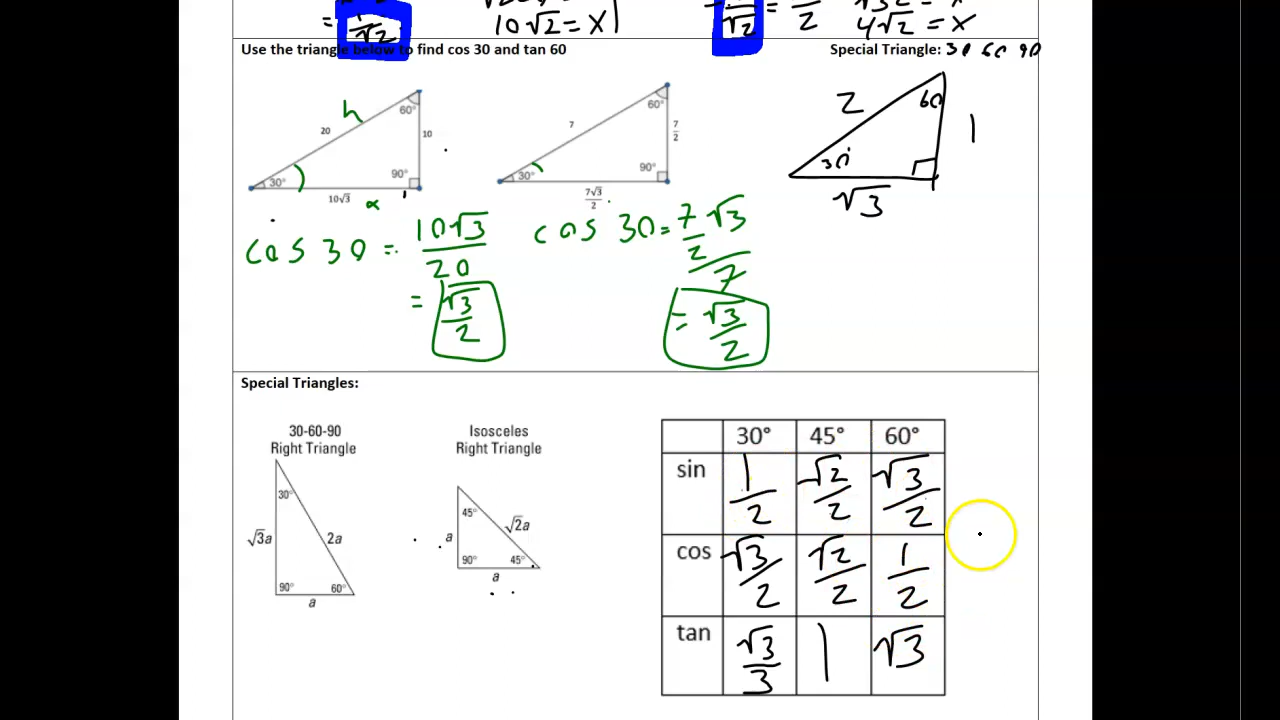 = 1/√2
10√2 = x
√2
= /2
4√2 = x
Use the triangle below to find cos 30 and tan 60
Special Triangle: 30 60 90
h
60°
20
10
30°
90°
10√3
60°
7
7/2
30°
90°
7√3/2
2
60
1
30
√3
cos 30 = 10√3/20
= √3/2
cos 30 = 7/2 √3/7
= √3/2
Special Triangles:
30-60-90
Right Triangle
30°
√3a
2a
90°
60°
a
Isosceles
Right Triangle
45°
√2a
a
90°
45°
a
30° 45° 60°
sin 1/2 √2/2 √3/2
cos √3/2 √2/2 1/2
tan √3/3 1 √3